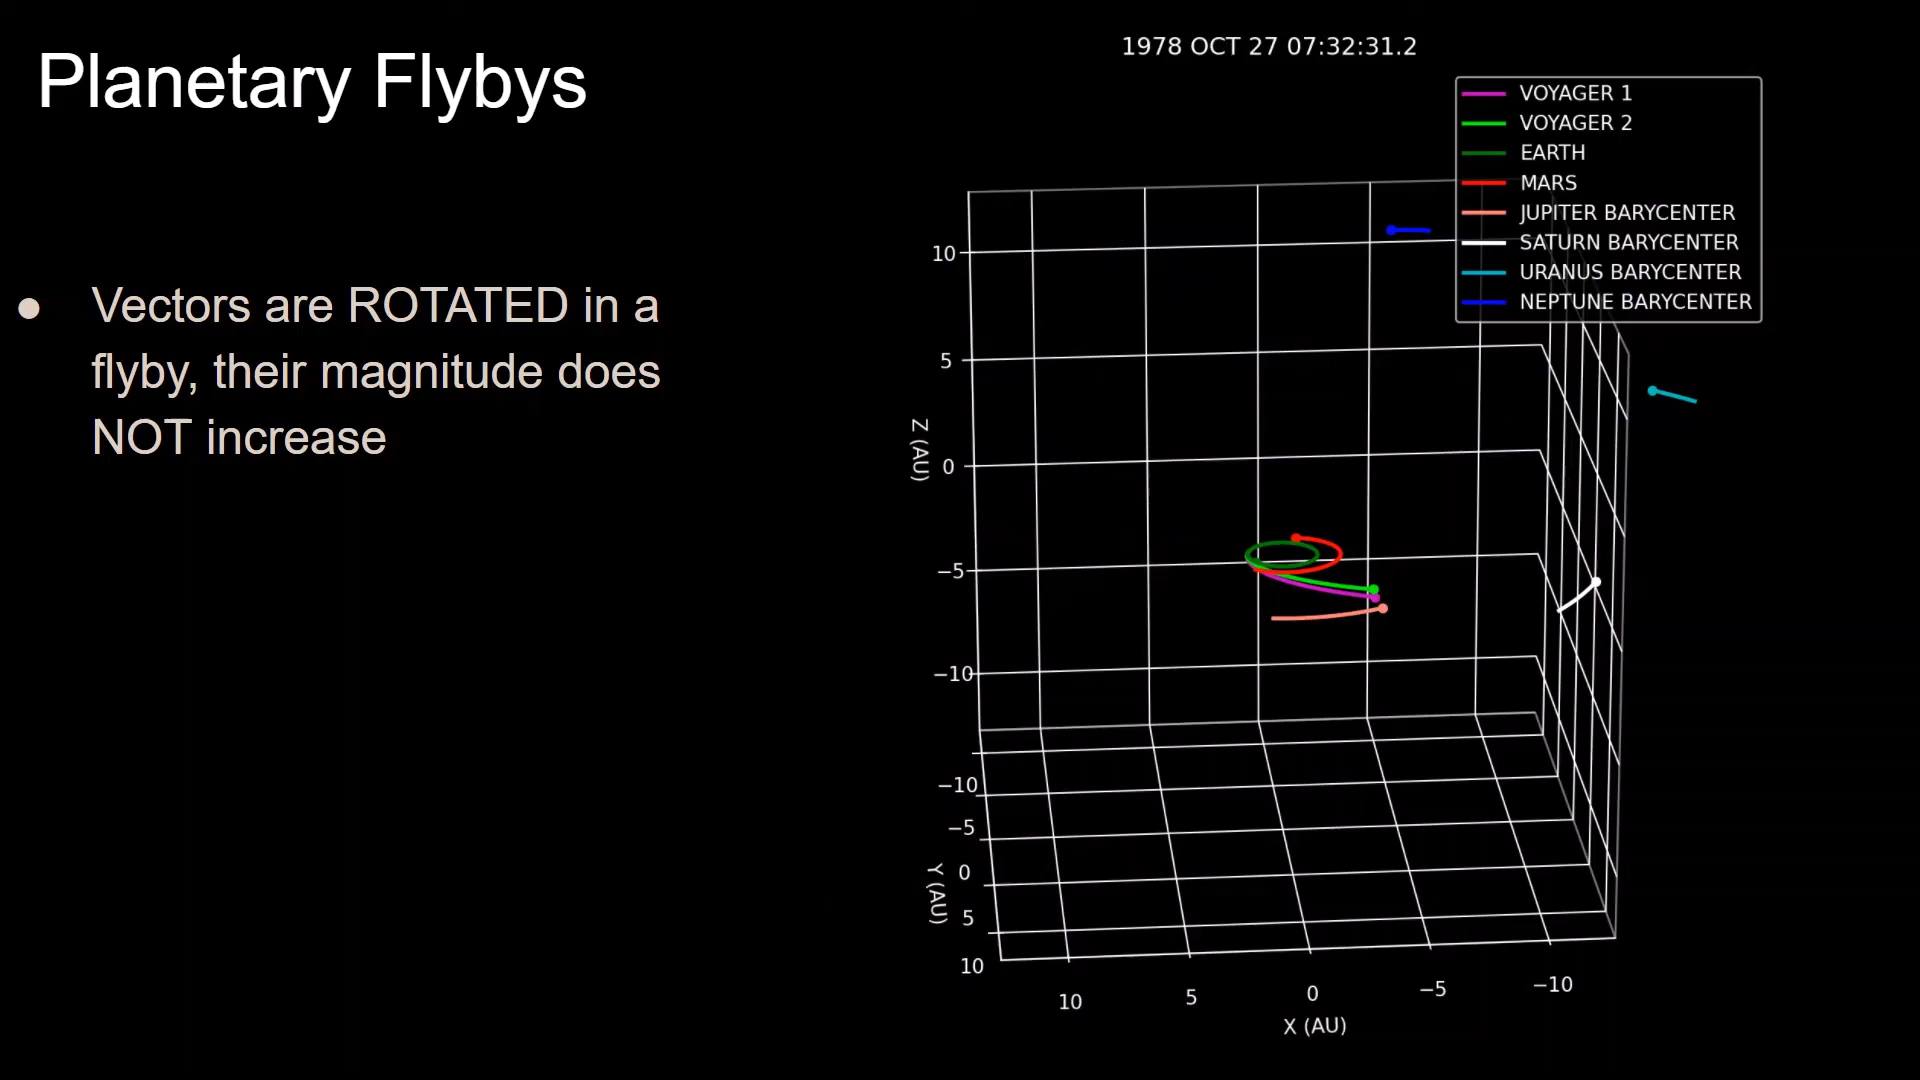 Planetary Flybys
● Vectors are ROTATED in a
flyby, their magnitude does
NOT increase
1978 OCT 27 07:32:31.2
VOYAGER 1
VOYAGER 2
EARTH
MARS
JUPITER BARYCENTER
SATURN BARYCENTER
URANUS BARYCENTER
NEPTUNE BARYCENTER
10
5
0
−5
−10
Z (AU)
−10
−5
0
5
10
Y (AU)
10
5
0
−5
−10
X (AU)